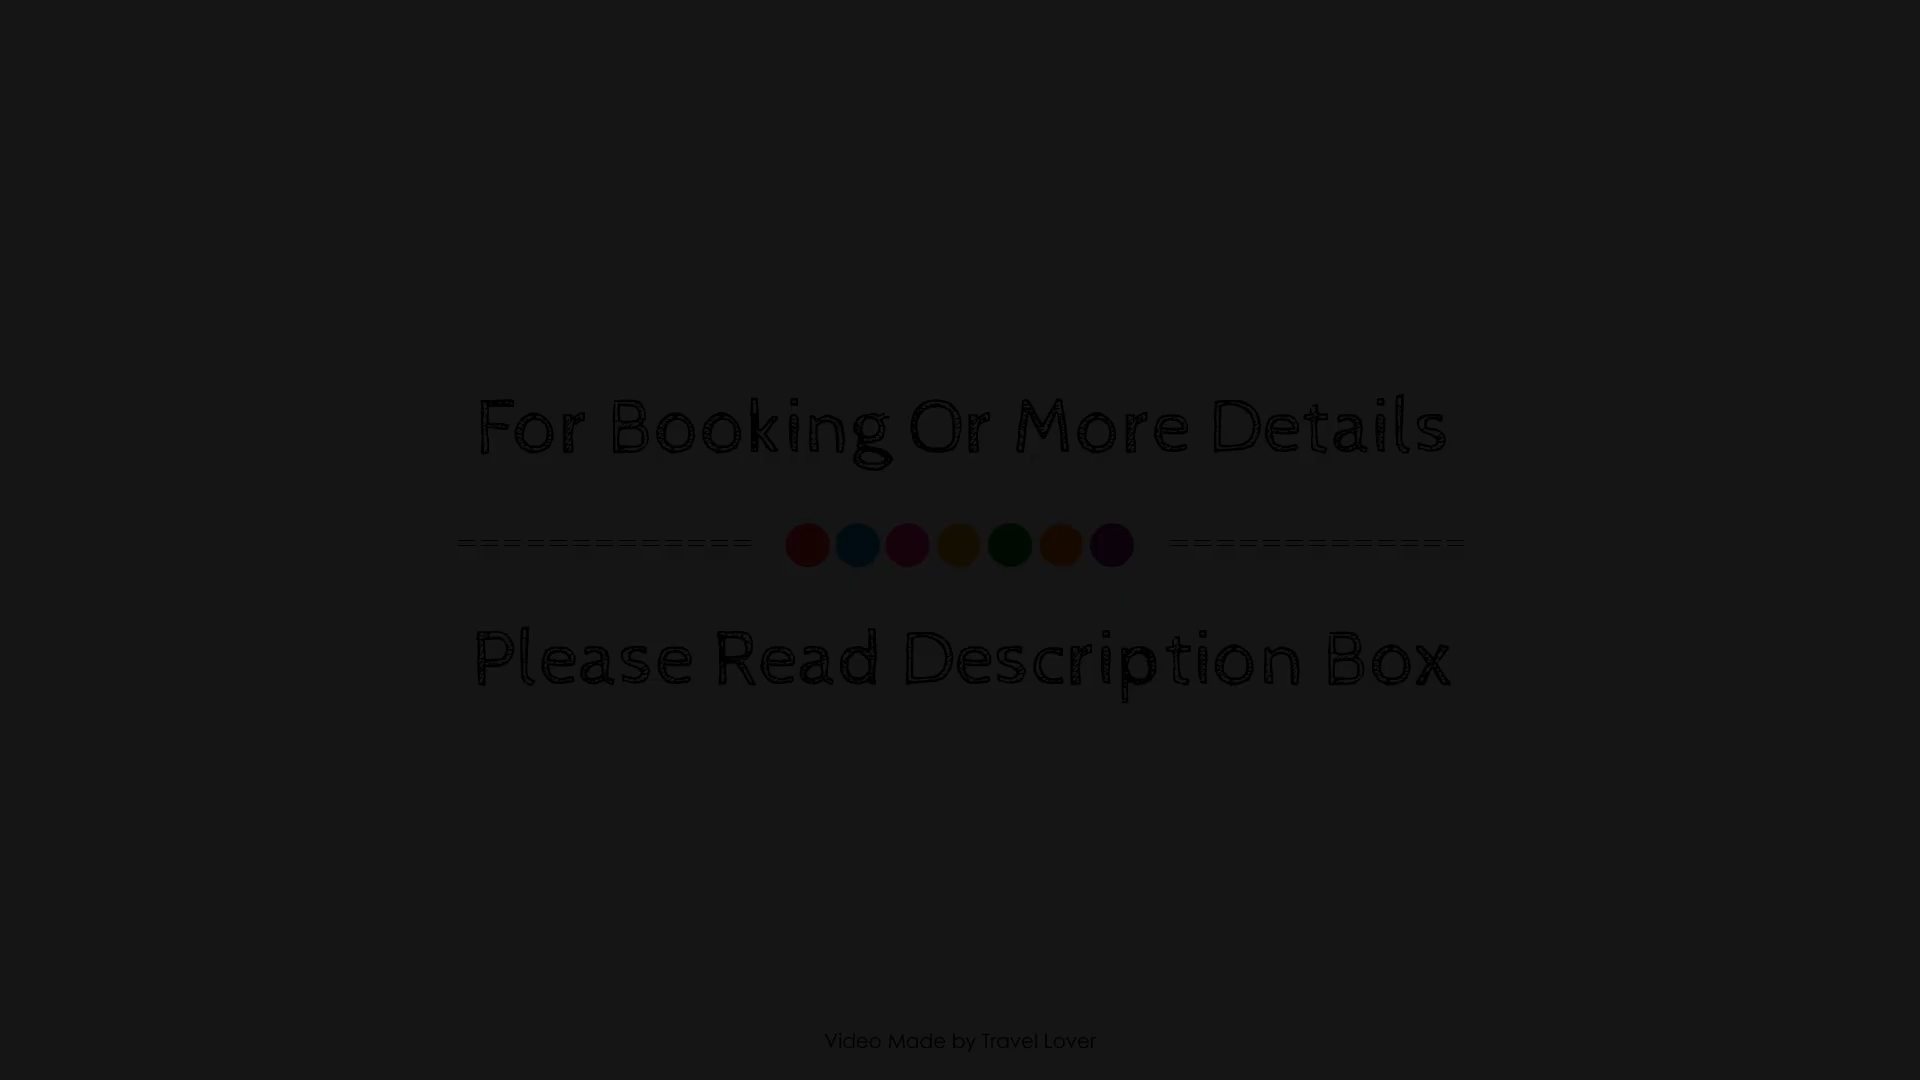 For Booking Or More Details
============= =============
Please Read Description Box
Video Made by Travel Lover